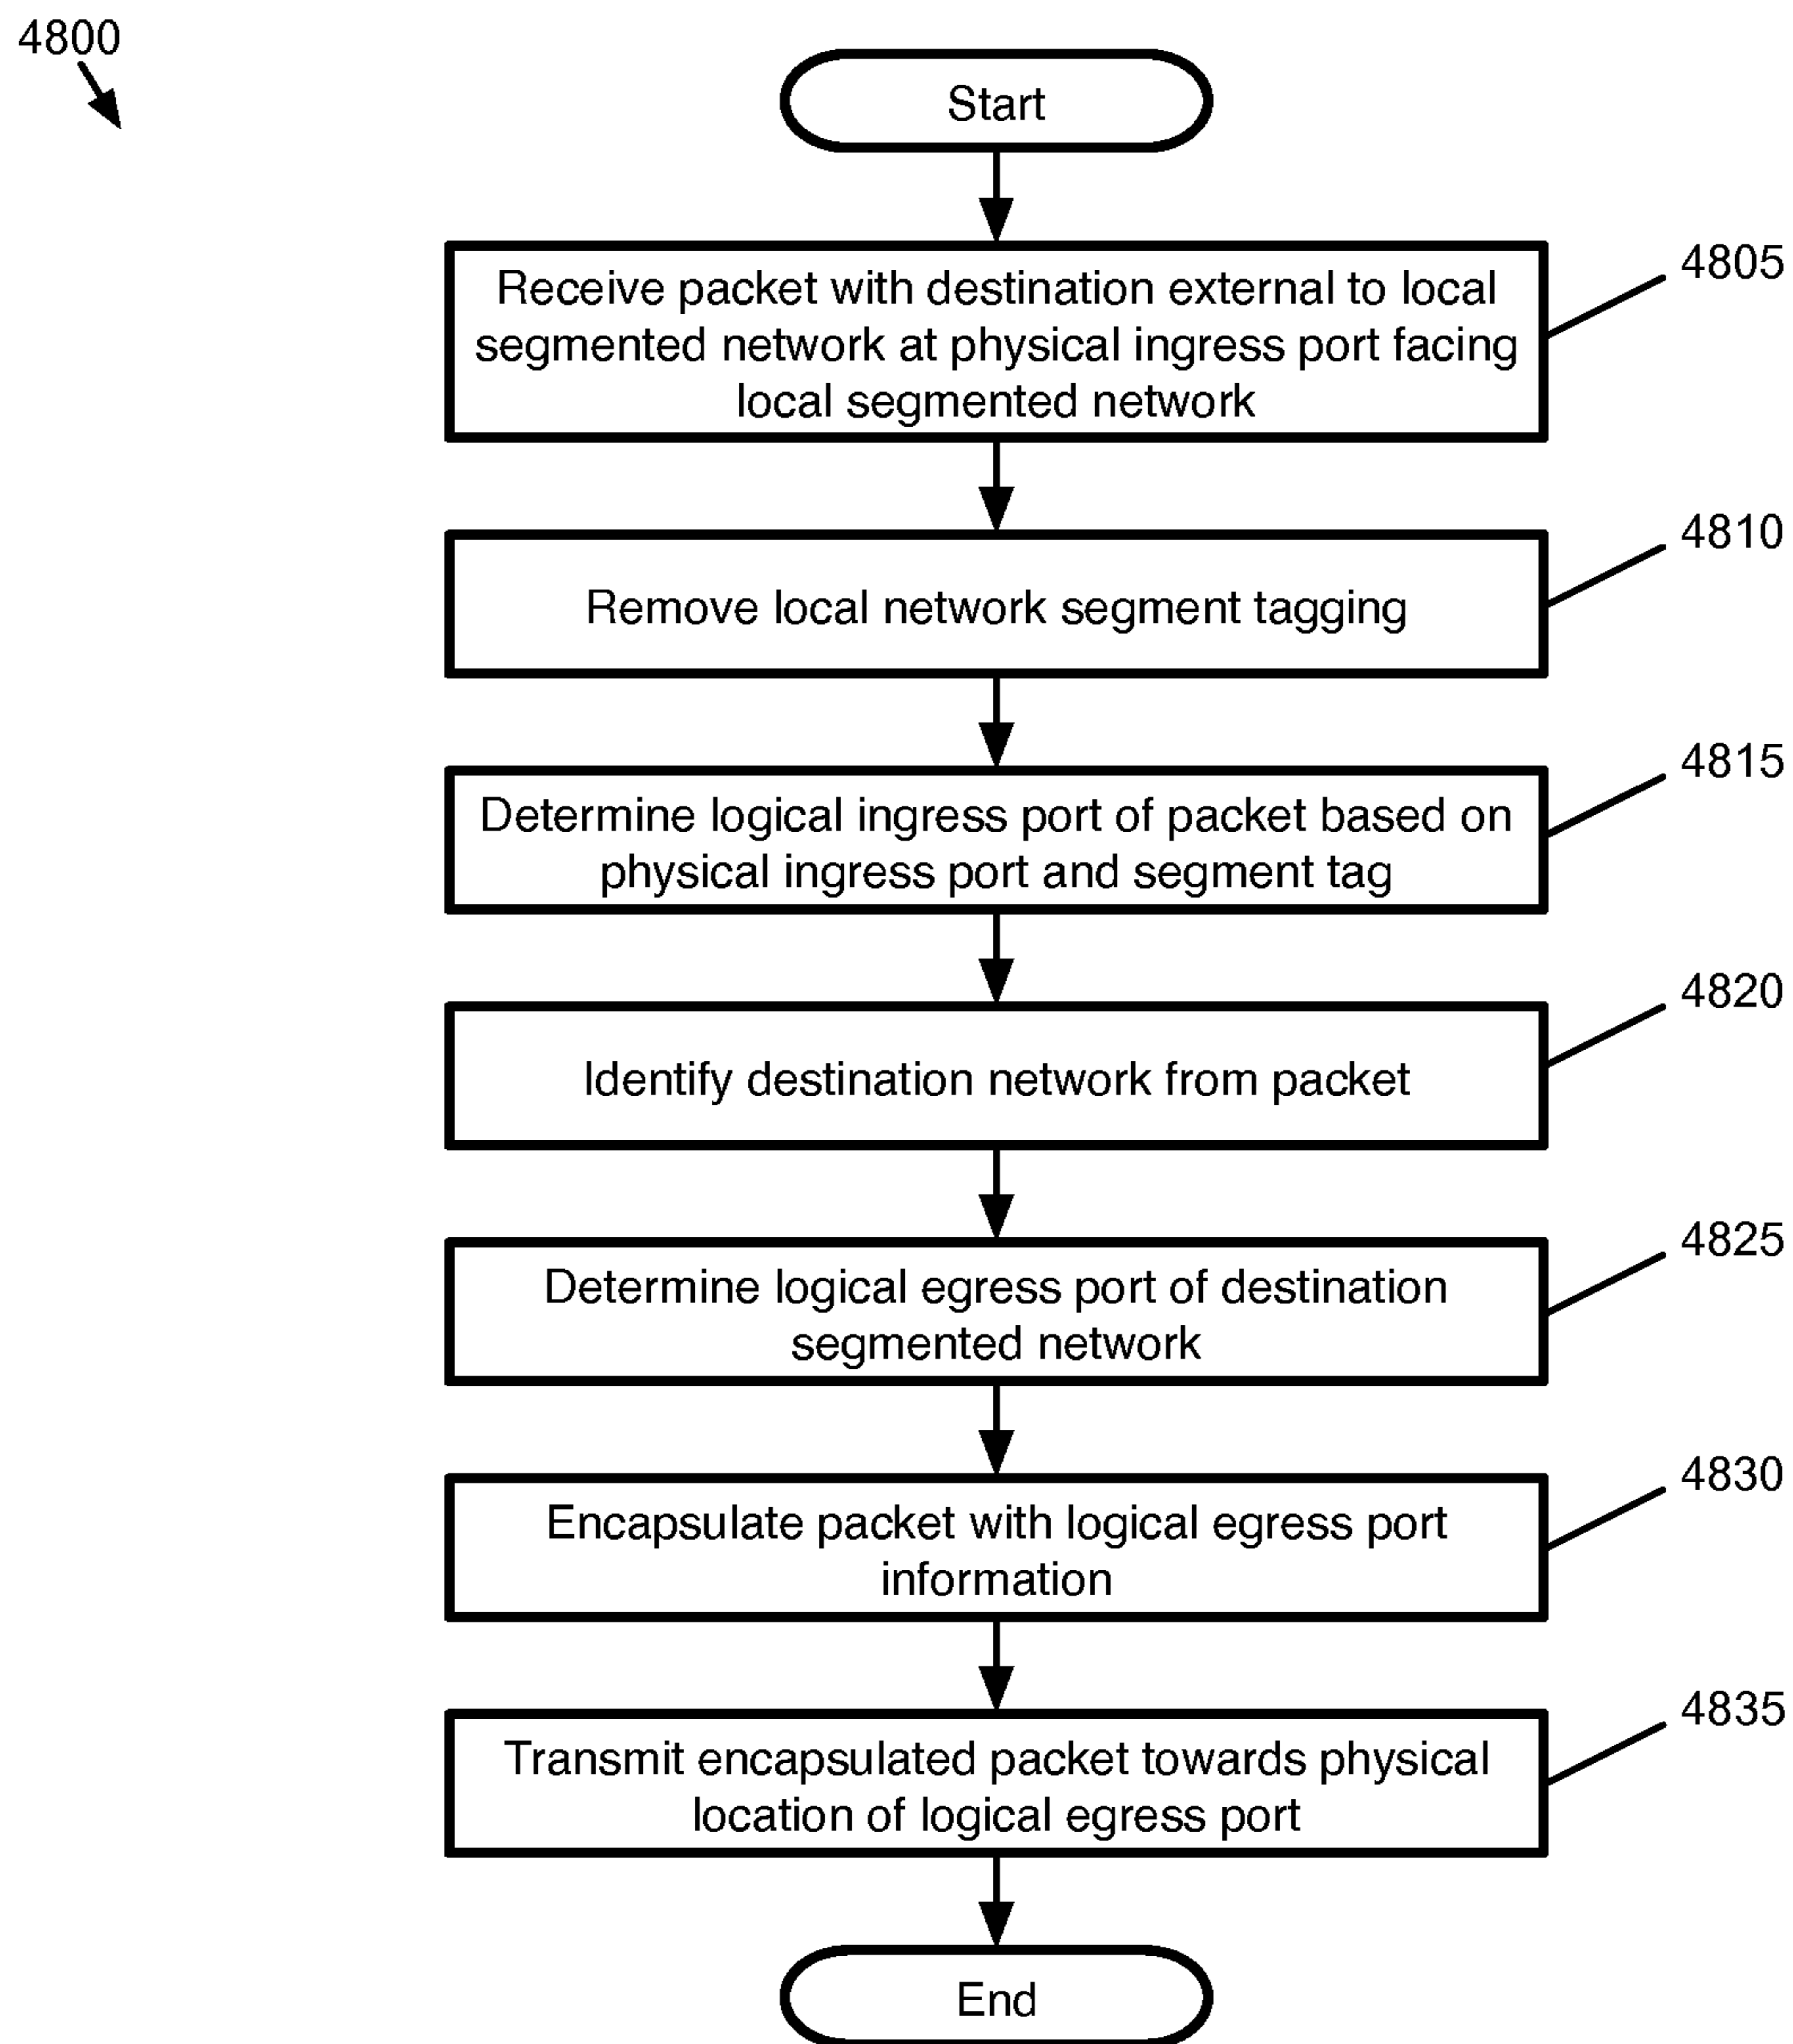 4800
Start
Receive packet with destination external to local
segmented network at physical ingress port facing
local segmented network
4805
Remove local network segment tagging
4810
Determine logical ingress port of packet based on
physical ingress port and segment tag
4815
Identify destination network from packet
4820
Determine logical egress port of destination
segmented network
4825
Encapsulate packet with logical egress port
information
4830
Transmit encapsulated packet towards physical
location of logical egress port
4835
End